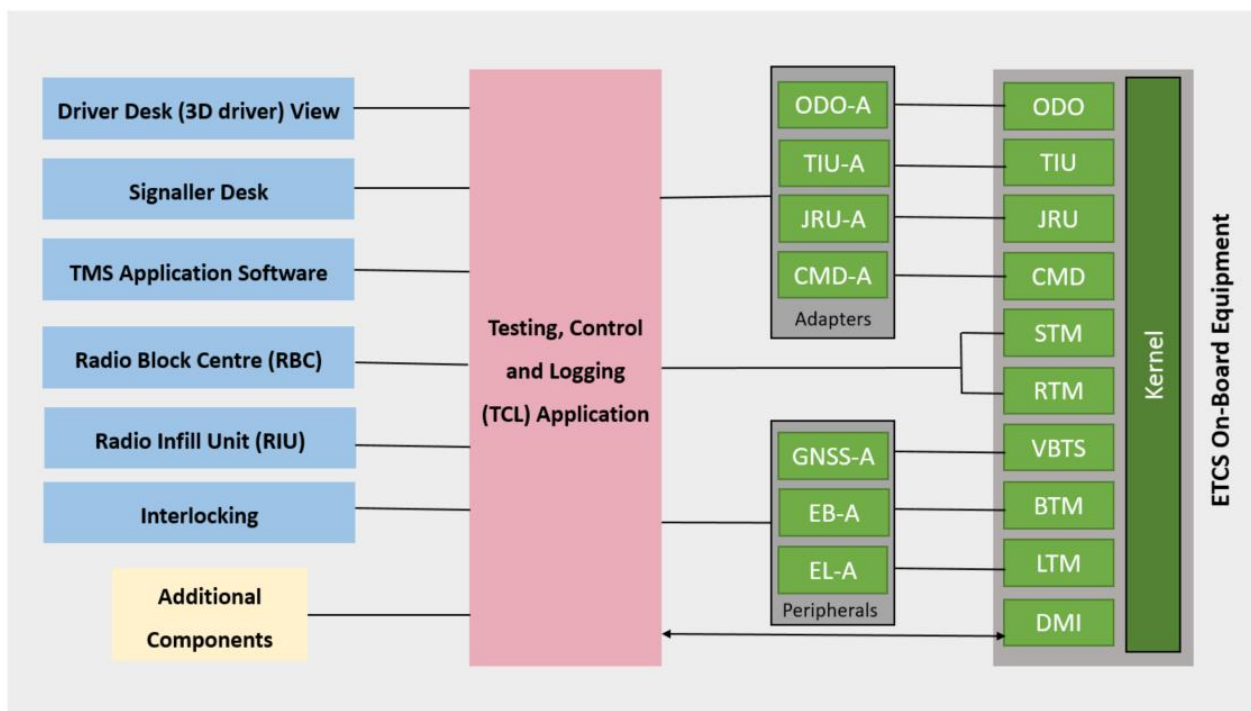 Driver Desk (3D driver) View
Signaller Desk
TMS Application Software
Radio Block Centre (RBC)
Radio Infill Unit (RIU)
Interlocking
Additional
Components
Testing, Control
and Logging
(TCL) Application
ODO-A
TIU-A
JRU-A
CMD-A
Adapters
GNSS-A
EB-A
EL-A
Peripherals
ODO
TIU
JRU
CMD
STM
RTM
VBTS
BTM
LTM
DMI
Kernel
ETCS On-Board Equipment